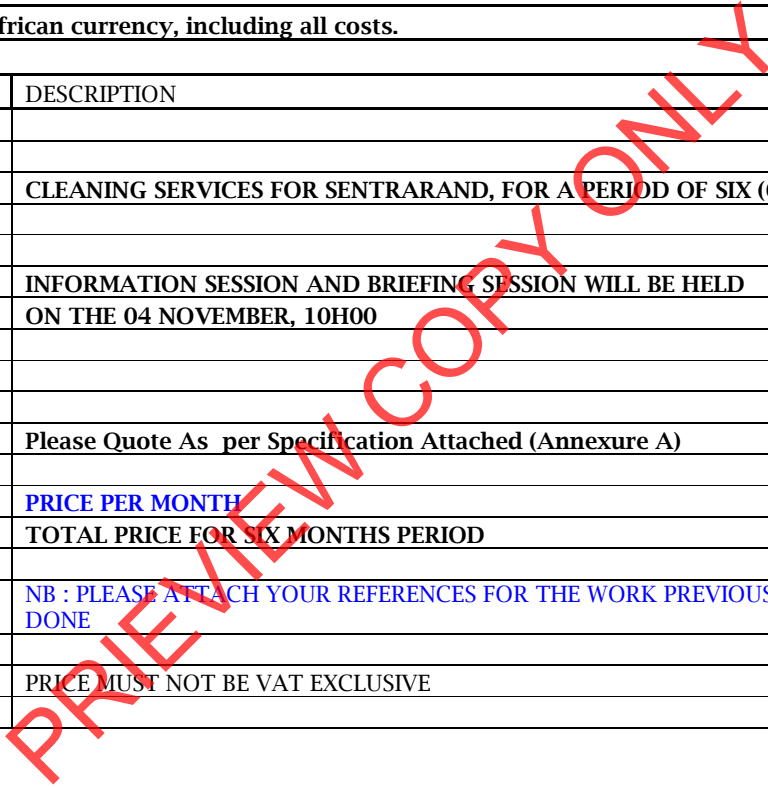 frican currency, including all costs.
DESCRIPTION
CLEANING SERVICES FOR SENTRARAND, FOR A PERIOD OF SIX (
INFORMATION SESSION AND BRIEFING SESSION WILL BE HELD
ON THE 04 NOVEMBER, 10H00
Please Quote As per Specification Attached (Annexure A)
PRICE PER MONTH
TOTAL PRICE FOR SIX MONTHS PERIOD
NB : PLEASE ATTACH YOUR REFERENCES FOR THE WORK PREVIOUS
DONE
PRICE MUST NOT BE VAT EXCLUSIVE
PRIEVIEW COPY ONLY